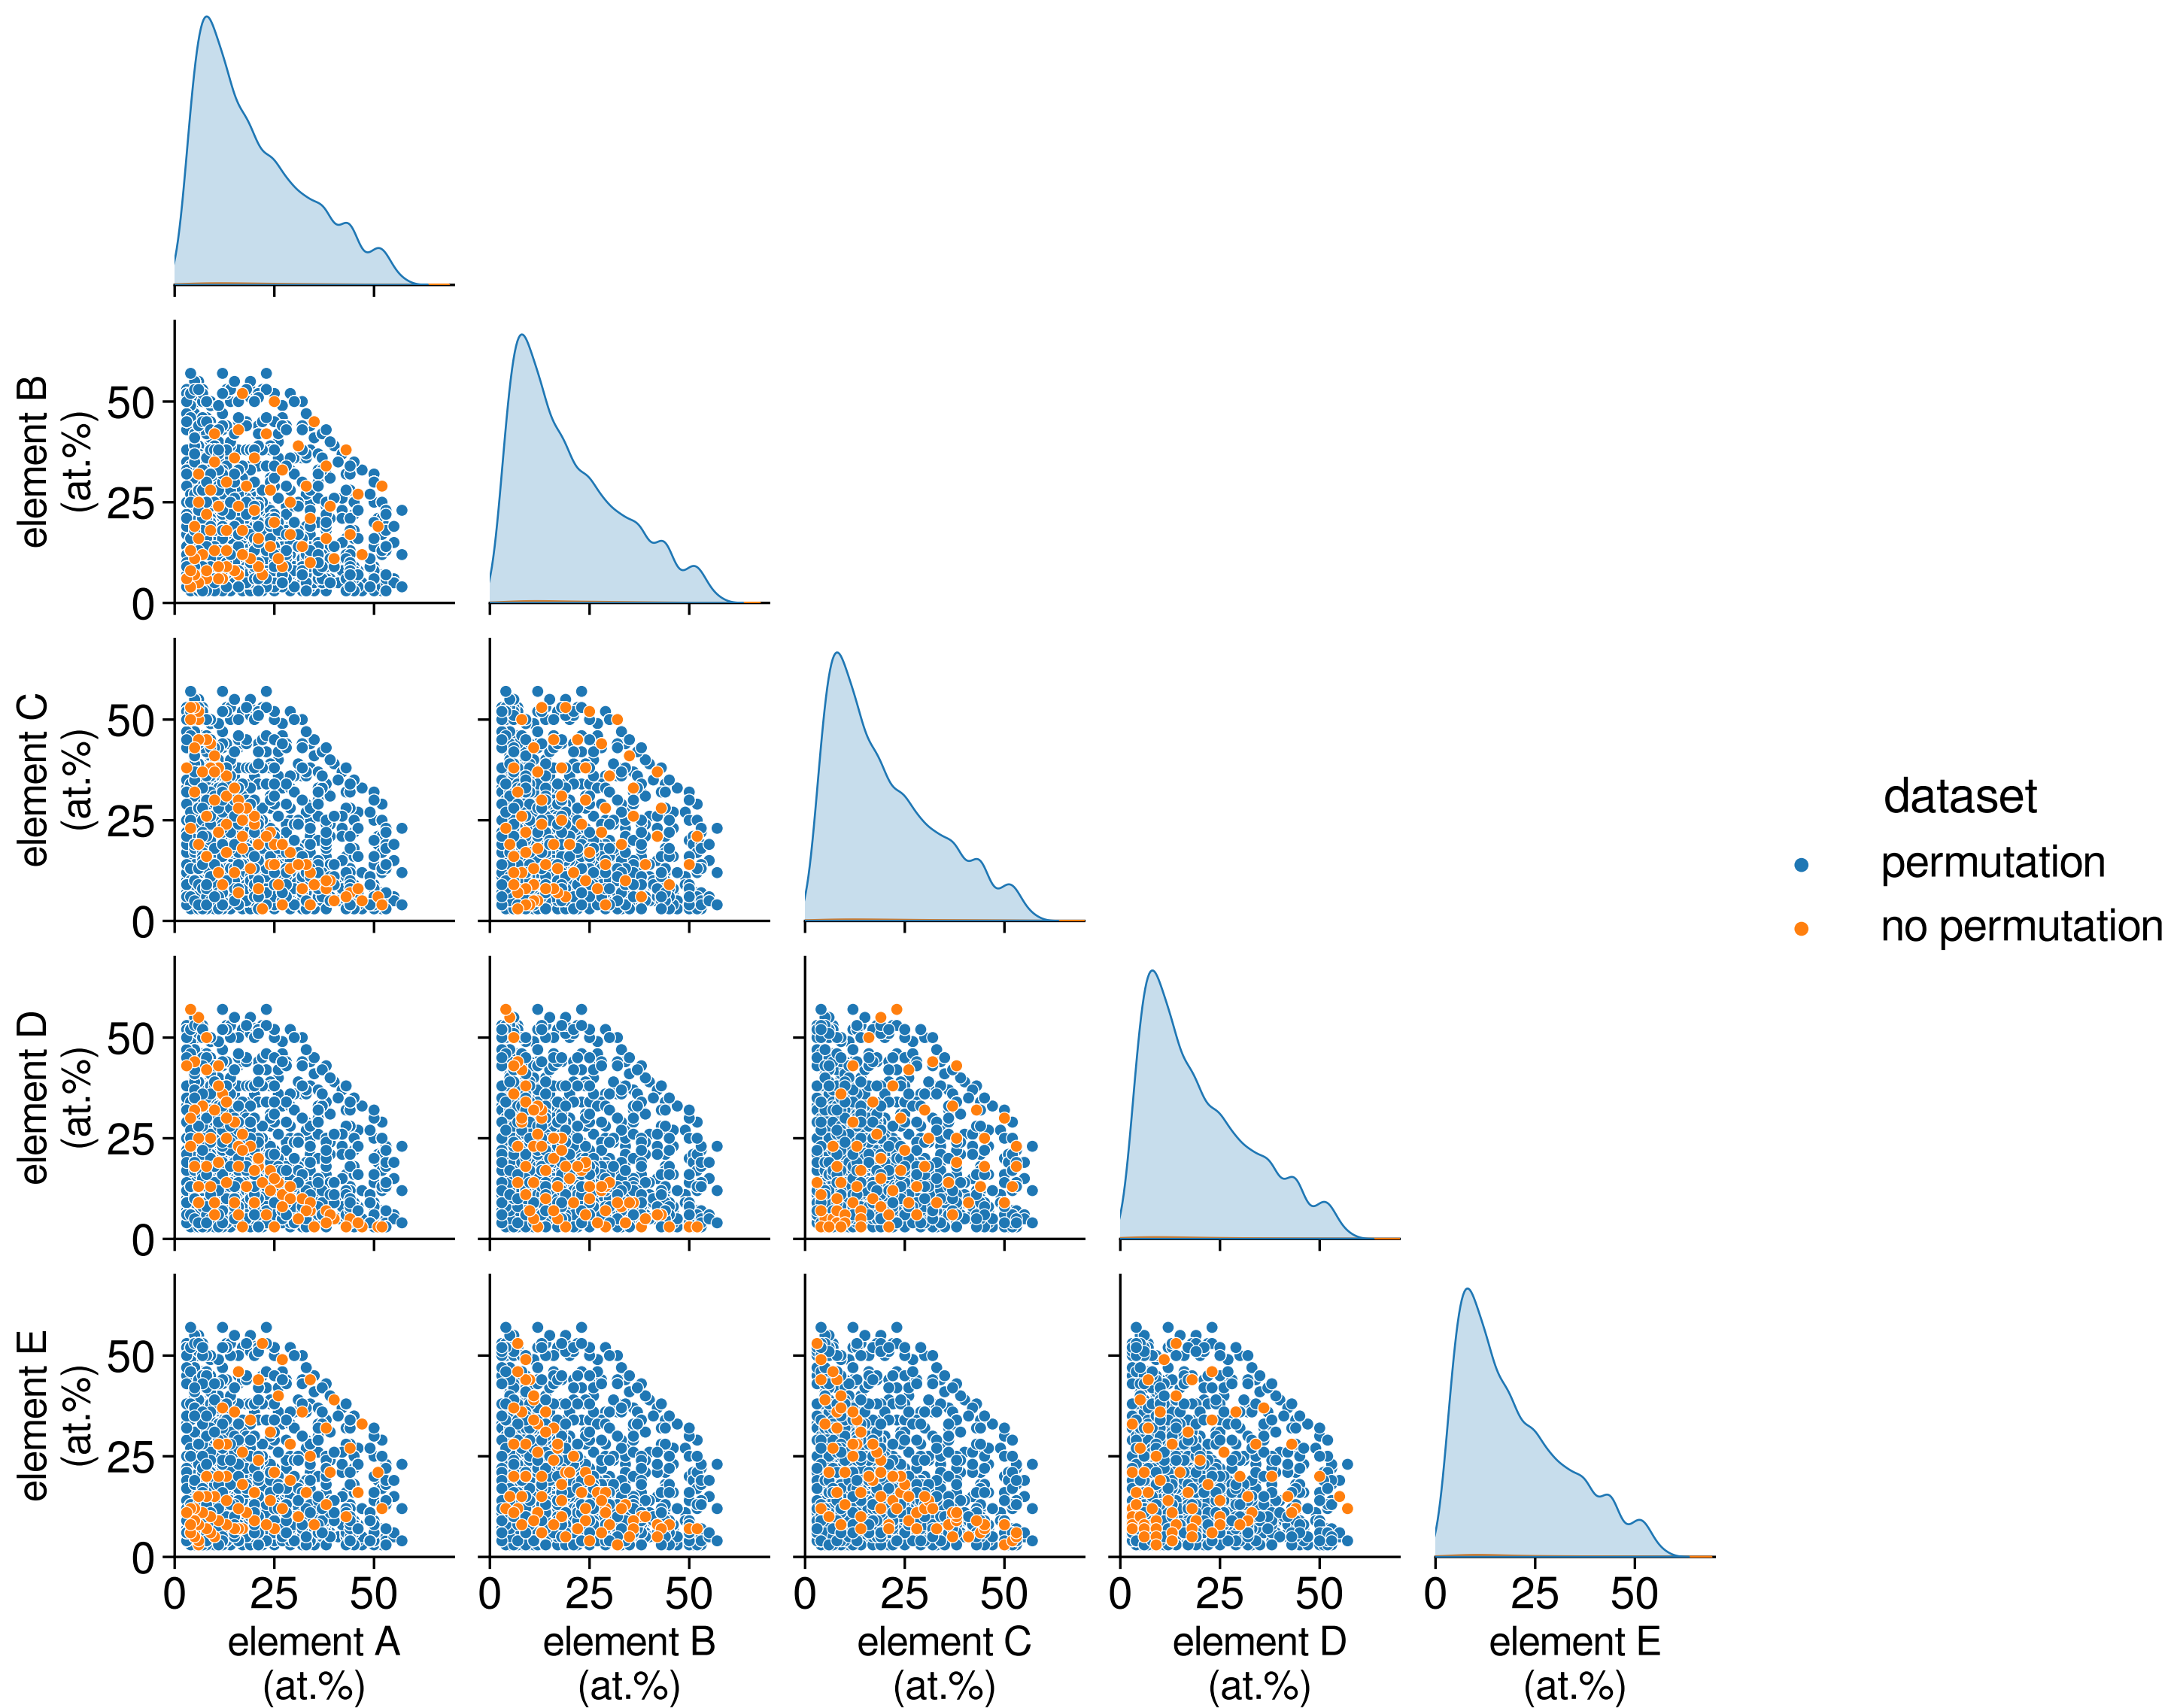 element B
(at.%)
50
25
0
element C
(at.%)
50
25
0
dataset
permutation
no permutation
element D
(at.%)
50
25
0
element E
(at.%)
50
25
0
0 25 50
0 25 50
0 25 50
0 25 50
0 25 50
element A
(at.%)
element B
(at.%)
element C
(at.%)
element D
(at.%)
element E
(at.%)